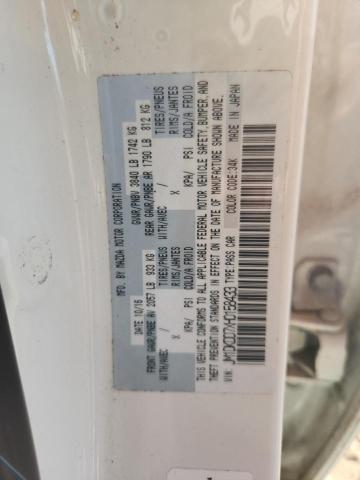 MFD. BY MAZDA MOTOR CORPORATION
DATE 10/16 GVWR/PNBV 3840 LB 1742 KG
FRONT GAWR/PNBE AV 2057 LB 933 KG REAR GAWR/PNBE AR 1790 LB 812 KG
WITH/AVEC / TIRES/PNEUS WITH/AVEC / TIRES/PNEUS
X RIMS/JANTES X RIMS/JANTES
KPA/ PSI COLD/A FROID KPA/ PSI COLD/A FROID
THIS VEHICLE CONFORMS TO ALL APPLICABLE FEDERAL MOTOR VEHICLE SAFETY, BUMPER, AND
THEFT PREVENTION STANDARDS IN EFFECT ON THE DATE OF MANUFACTURE SHOWN ABOVE.
TYPE:PASS CAR COLOR CODE:34K MADE IN JAPAN